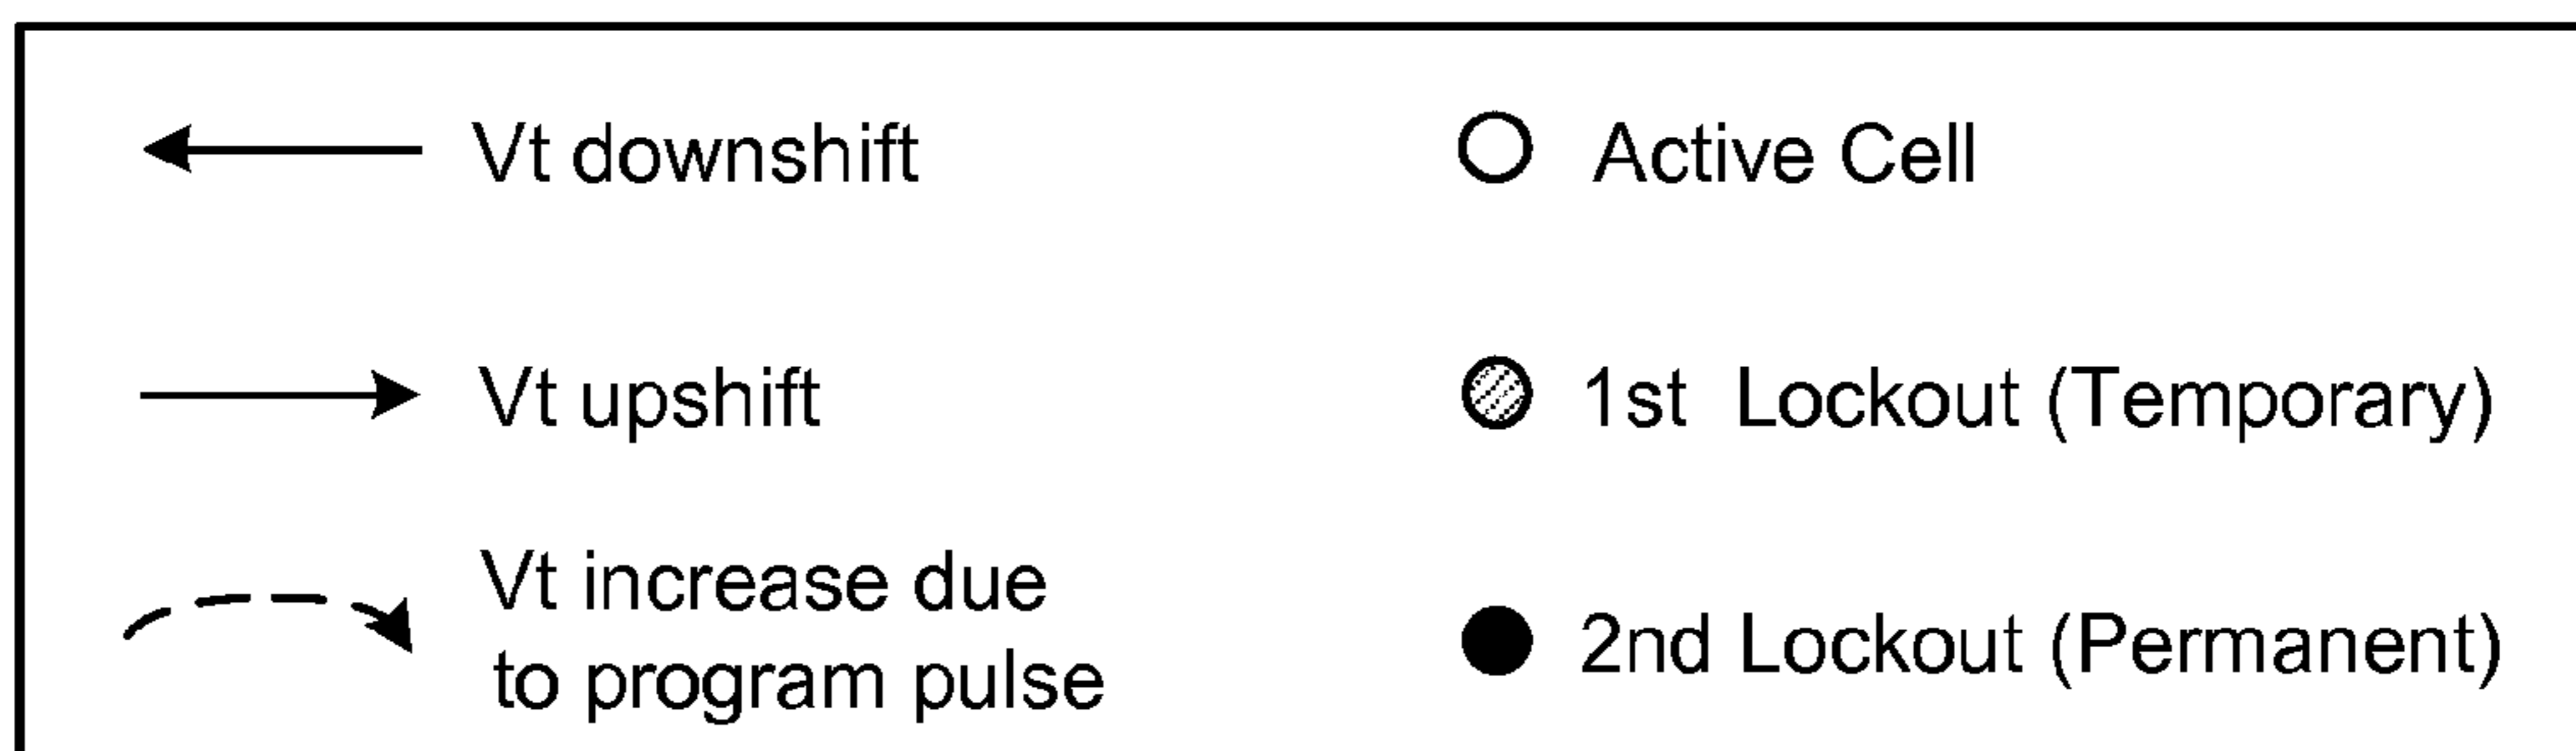 Vt downshift
Active Cell
Vt upshift
1st Lockout (Temporary)
Vt increase due
to program pulse
2nd Lockout (Permanent)